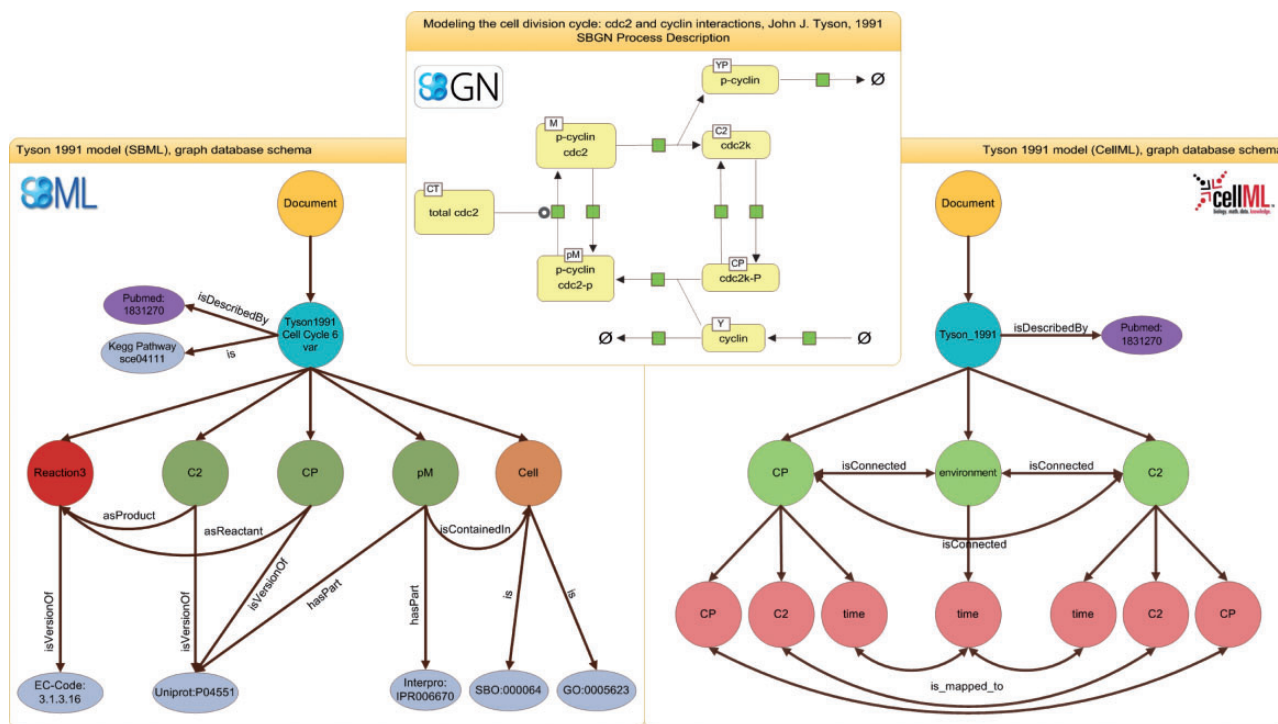 Modeling the cell division cycle: cdc2 and cyclin interactions, John J. Tyson, 1991
SBGN Process Description
SBGN
YP
p-cyclin
Ø
M
p-cyclin
cdc2
C2
cdc2k
CT
total cdc2
pM
p-cyclin
cdc2-p
CP
cdc2k-P
Y
cyclin
Ø
Ø
Tyson 1991 model (SBML), graph database schema
SBML
Document
Pubmed:
1831270
isDescribedBy
Kegg Pathway
sce04111
is
Tyson1991
Cell Cycle 6
var
Reaction3
C2
CP
pM
Cell
asProduct
asReactant
isContainedIn
isVersionOf
isVersionOf
isVersionOf
hasPart
hasPart
is
is
EC-Code:
3.1.3.16
Uniprot:P04551
Interpro:
IPR006670
SBO:000064
GO:0005623
Tyson 1991 model (CellML), graph database schema
cellML
Document
Tyson_1991
isDescribedBy
Pubmed:
1831270
CP
isConnected
environment
isConnected
C2
isConnected
CP
C2
time
time
time
C2
CP
is_mapped_to